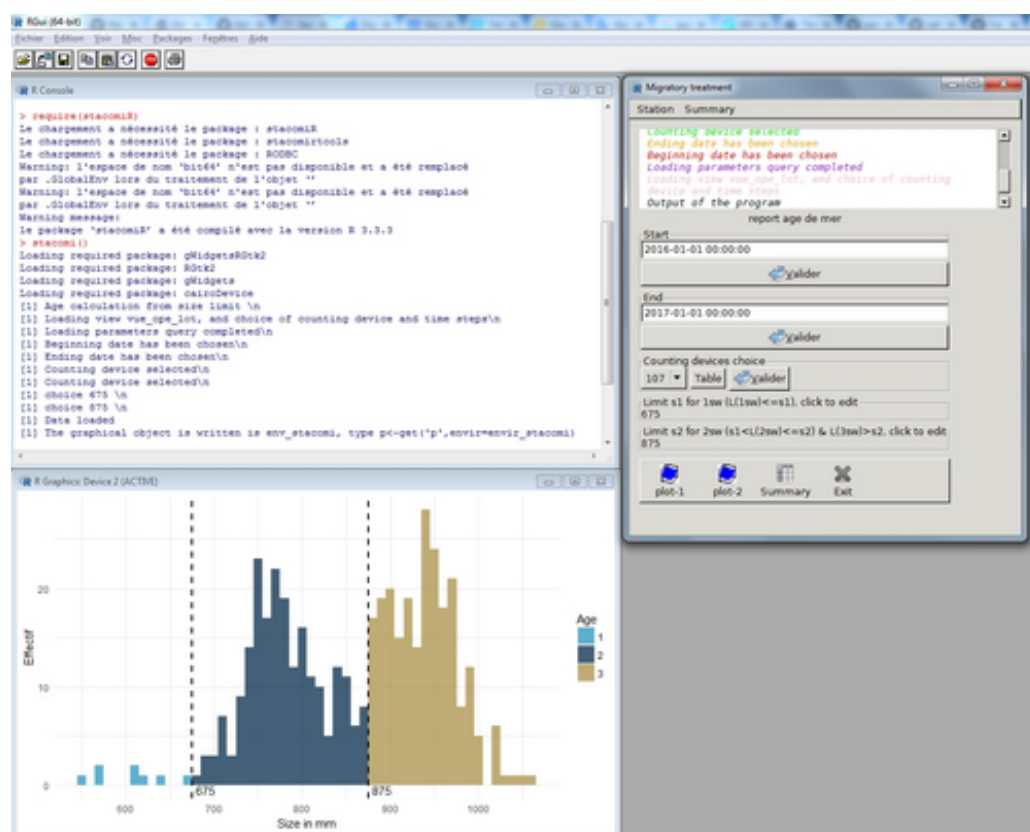 RGui (64-bit)
Fichier Edition Voir Misc Packages Fenêtres Aide
R Console
> require(stacomiR)
Le chargement a nécessité le package : stacomiR
Le chargement a nécessité le package : stacomirtools
Le chargement a nécessité le package : RODBC
Warning: l'espace de nom 'bit64' n'est pas disponible et a été remplacé
par .GlobalEnv lors du traitement de l'objet ''
Warning: l'espace de nom 'bit64' n'est pas disponible et a été remplacé
par .GlobalEnv lors du traitement de l'objet ''
Warning message:
le package 'stacomiR' a été compilé avec la version R 3.3.3
> stacomi()
Loading required package: gWidgetsRGtk2
Loading required package: RGtk2
Loading required package: gWidgets
Loading required package: cairoDevice
[1] Age calculation from size limit \n
[1] Loading view vue_ope_lot, and choice of counting device and time steps\n
[1] Loading parameters query completed\n
[1] Beginning date has been chosen\n
[1] Ending date has been chosen\n
[1] Counting device selected\n
[1] Counting device selected\n
[1] choice 675 \n
[1] choice 875 \n
[1] Data loaded
[1] The graphical object is written is env_stacomi, type p<-get("p",envir=envir_stacomi)
R Graphics: Device 2 (ACTIVE)
Effectif
20
10
0
675
875
600 700 800 900 1000
Size in mm
Age
1
2
3
Migratory treatment
Station Summary
Counting device selected
Ending date has been chosen
Beginning date has been chosen
Loading parameters query completed
Loading view vue_ope_lot, and choice of counting
device and time steps
Output of the program
report age de mer
Start
2016-01-01 00:00:00
Valider
End
2017-01-01 00:00:00
Valider
Counting devices choice
107 Table Valider
Limit s1 for 1sw (L(1sw)<=s1), click to edit
675
Limit s2 for 2sw (s1<L(2sw)<=s2) & L(3sw)>s2, click to edit
875
plot-1 plot-2 Summary Exit